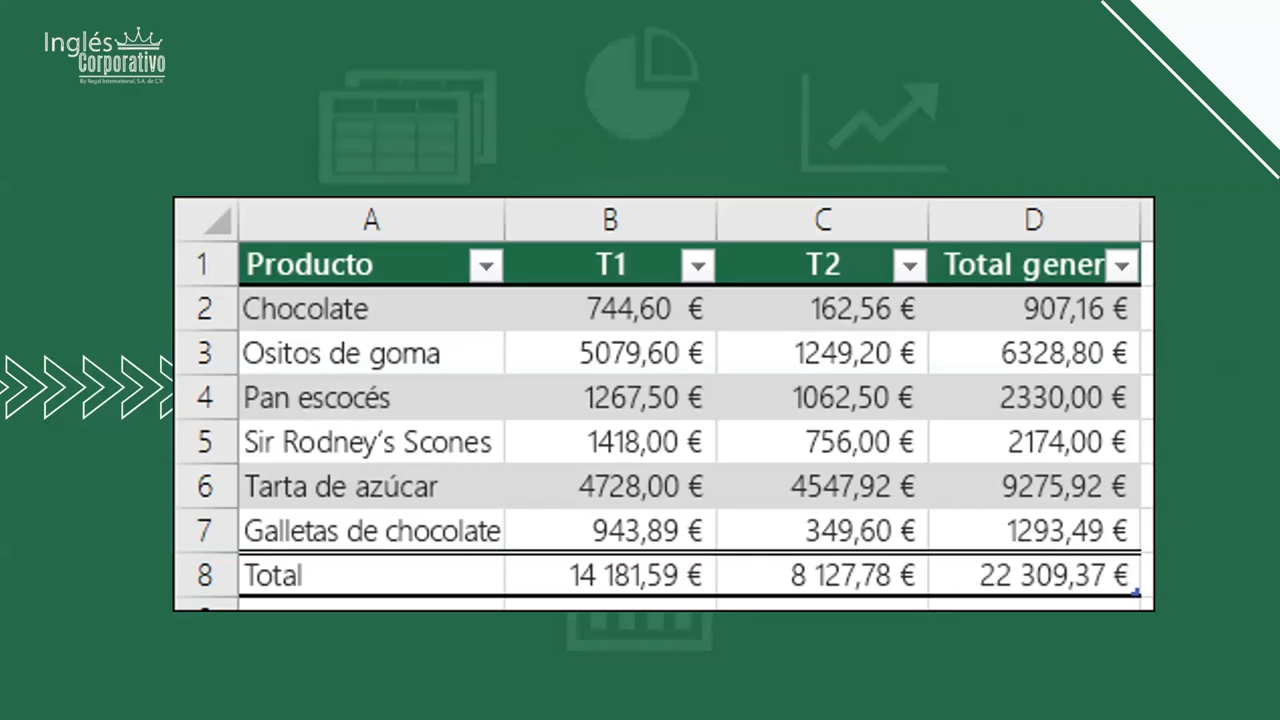 Inglés
Corporativo
By Regal International, S.A. de C.V.
A B C D
1 Producto T1 T2 Total gener
2 Chocolate 744,60 € 162,56 € 907,16 €
3 Ositos de goma 5079,60 € 1249,20 € 6328,80 €
4 Pan escocés 1267,50 € 1062,50 € 2330,00 €
5 Sir Rodney’s Scones 1418,00 € 756,00 € 2174,00 €
6 Tarta de azúcar 4728,00 € 4547,92 € 9275,92 €
7 Galletas de chocolate 943,89 € 349,60 € 1293,49 €
8 Total 14 181,59 € 8 127,78 € 22 309,37 €